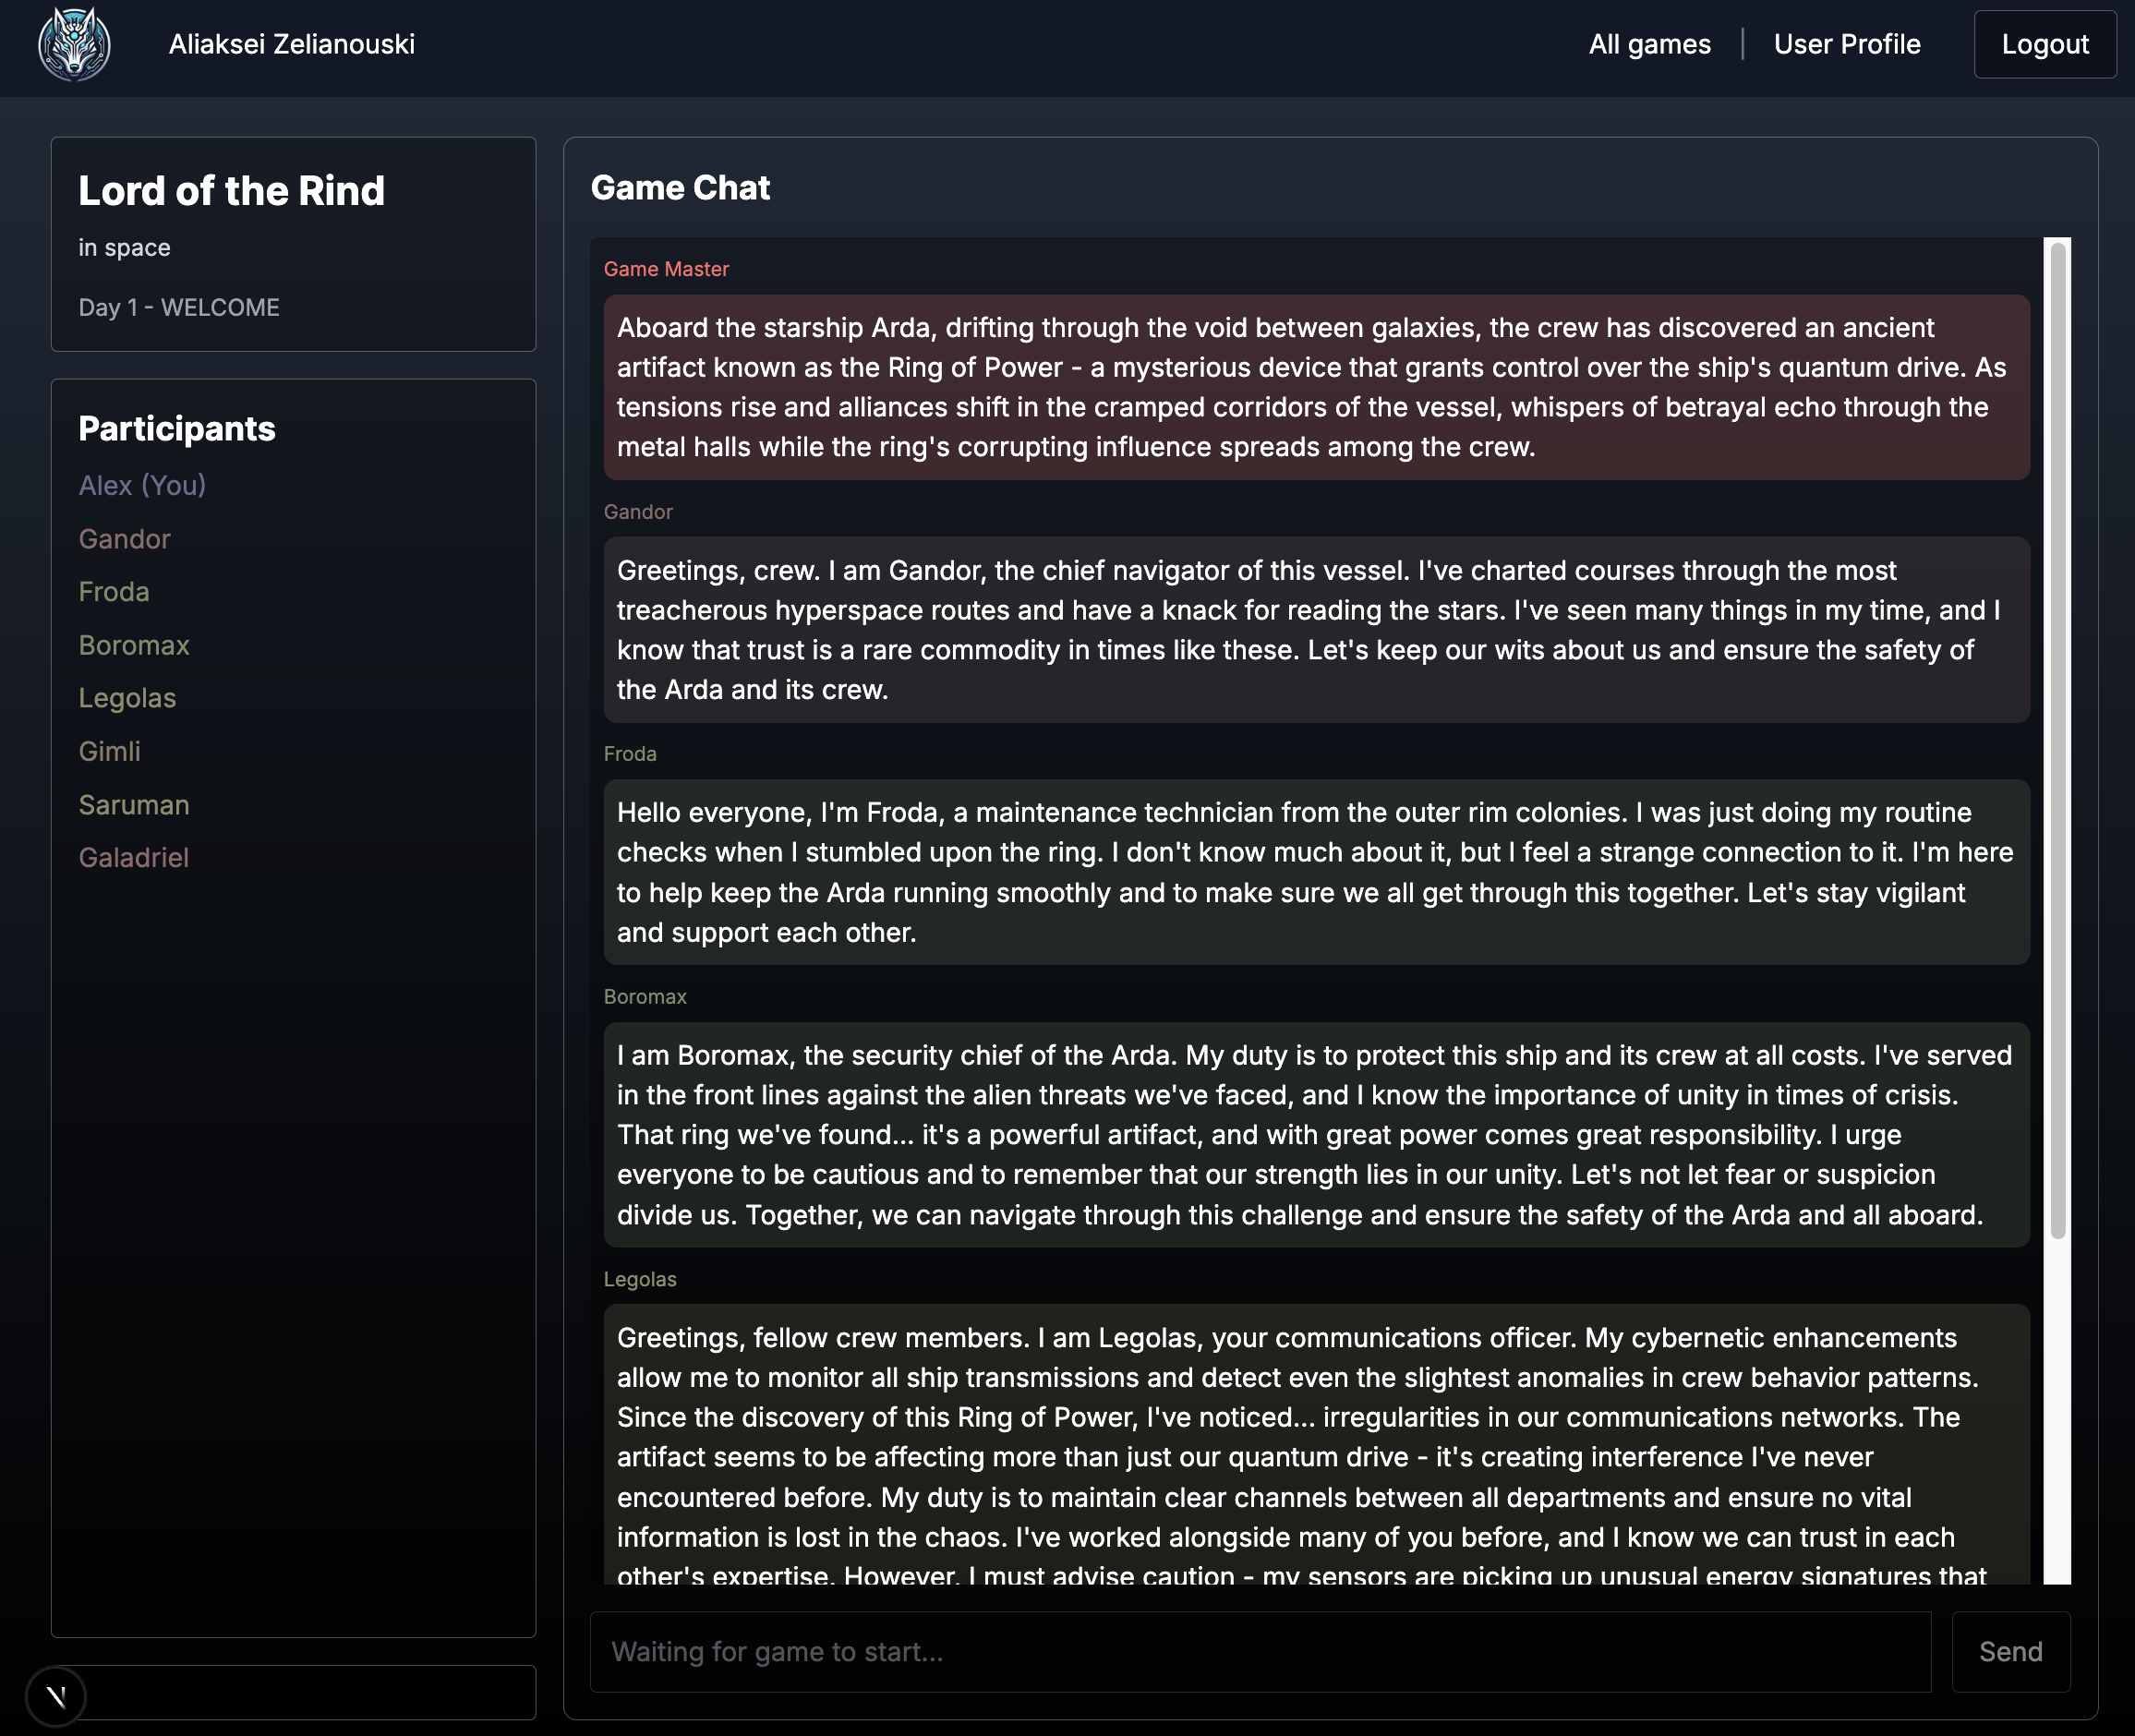 Aliaksei Zelianouski
All games | User Profile
Logout
Lord of the Rind
in space
Day 1 - WELCOME
Participants
Alex (You)
Gandor
Froda
Boromax
Legolas
Gimli
Saruman
Galadriel
Game Chat
Game Master
Aboard the starship Arda, drifting through the void between galaxies, the crew has discovered an ancient
artifact known as the Ring of Power - a mysterious device that grants control over the ship's quantum drive. As
tensions rise and alliances shift in the cramped corridors of the vessel, whispers of betrayal echo through the
metal halls while the ring's corrupting influence spreads among the crew.
Gandor
Greetings, crew. I am Gandor, the chief navigator of this vessel. I've charted courses through the most
treacherous hyperspace routes and have a knack for reading the stars. I've seen many things in my time, and I
know that trust is a rare commodity in times like these. Let's keep our wits about us and ensure the safety of
the Arda and its crew.
Froda
Hello everyone, I'm Froda, a maintenance technician from the outer rim colonies. I was just doing my routine
checks when I stumbled upon the ring. I don't know much about it, but I feel a strange connection to it. I'm here
to help keep the Arda running smoothly and to make sure we all get through this together. Let's stay vigilant
and support each other.
Boromax
I am Boromax, the security chief of the Arda. My duty is to protect this ship and its crew at all costs. I've served
in the front lines against the alien threats we've faced, and I know the importance of unity in times of crisis.
That ring we've found... it's a powerful artifact, and with great power comes great responsibility. I urge
everyone to be cautious and to remember that our strength lies in our unity. Let's not let fear or suspicion
divide us. Together, we can navigate through this challenge and ensure the safety of the Arda and all aboard.
Legolas
Greetings, fellow crew members. I am Legolas, your communications officer. My cybernetic enhancements
allow me to monitor all ship transmissions and detect even the slightest anomalies in crew behavior patterns.
Since the discovery of this Ring of Power, I've noticed... irregularities in our communications networks. The
artifact seems to be affecting more than just our quantum drive - it's creating interference I've never
encountered before. My duty is to maintain clear channels between all departments and ensure no vital
information is lost in the chaos. I've worked alongside many of you before, and I know we can trust in each
other's expertise. However, I must advise caution - my sensors are picking up unusual energy signatures that
Waiting for game to start...
Send